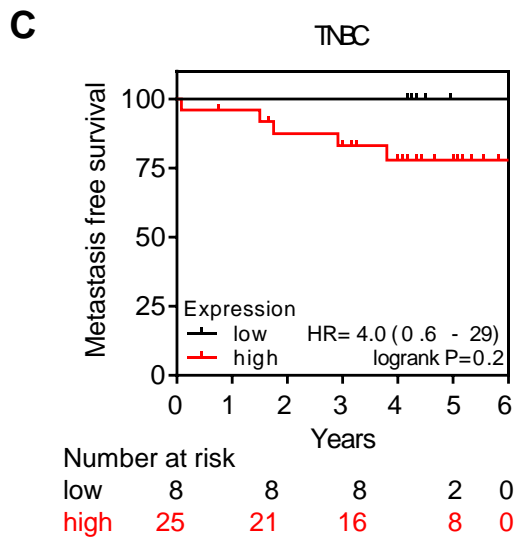 C
TNBC
Metastasis free survival
100
75
50
25
0
Expression
low HR= 4.0 (0.6 - 29)
high logrank P=0.2
0 1 2 3 4 5 6
Years
Number at risk
low 8 8 8 2 0
high 25 21 16 8 0